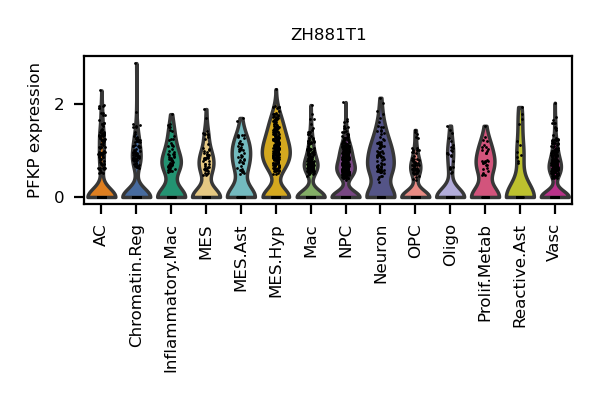 ZH881T1
PFKP expression
2
0
AC
Chromatin.Reg
Inflammatory.Mac
MES
MES.Ast
MES.Hyp
Mac
NPC
Neuron
OPC
Oligo
Prolif.Metab
Reactive.Ast
Vasc